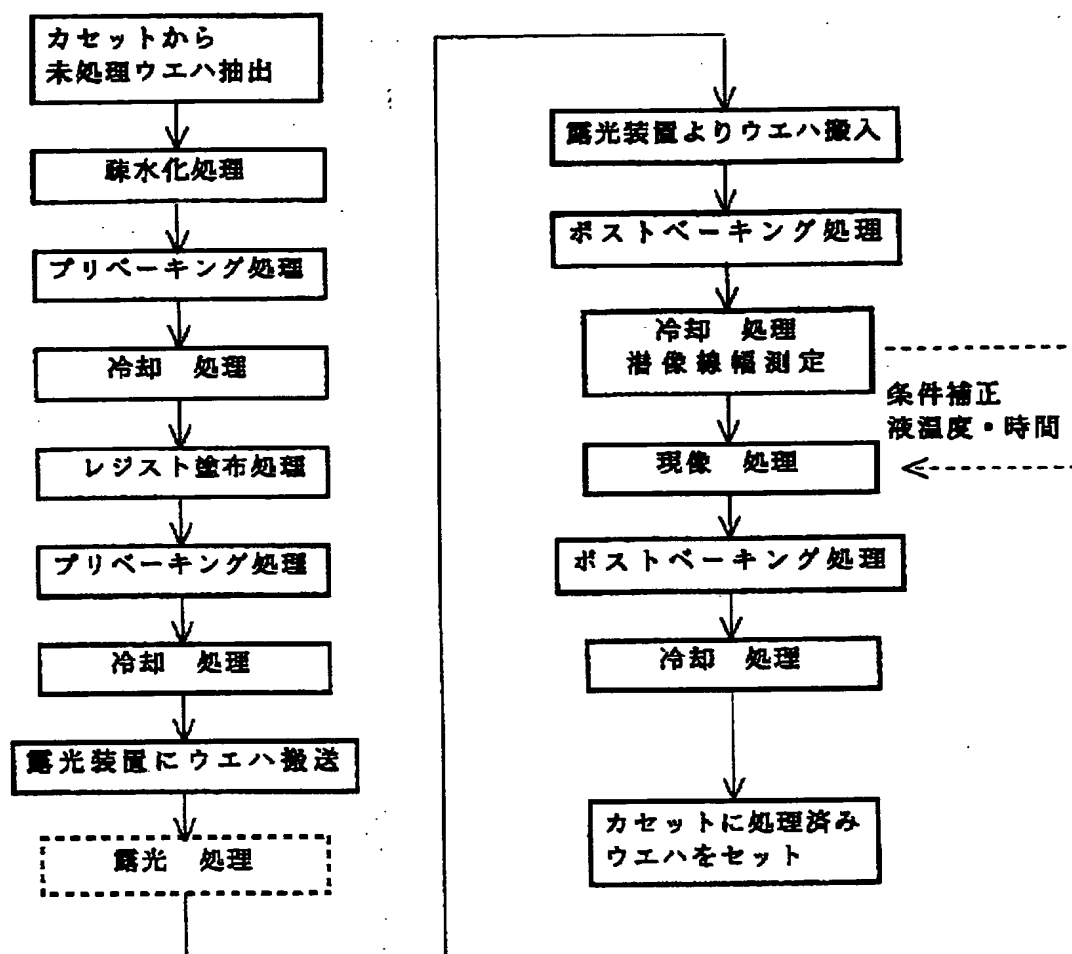 カセットから
未処理ウエハ抽出
疎水化処理
プリベーキング処理
冷却 処理
レジスト塗布処理
プリベーキング処理
冷却 処理
露光装置にウエハ搬送
露光 処理
露光装置よりウエハ搬入
ポストベーキング処理
冷却 処理
潜像線幅測定
条件補正
液温度・時間
現像 処理
ポストベーキング処理
冷却 処理
カセットに処理済み
ウエハをセット